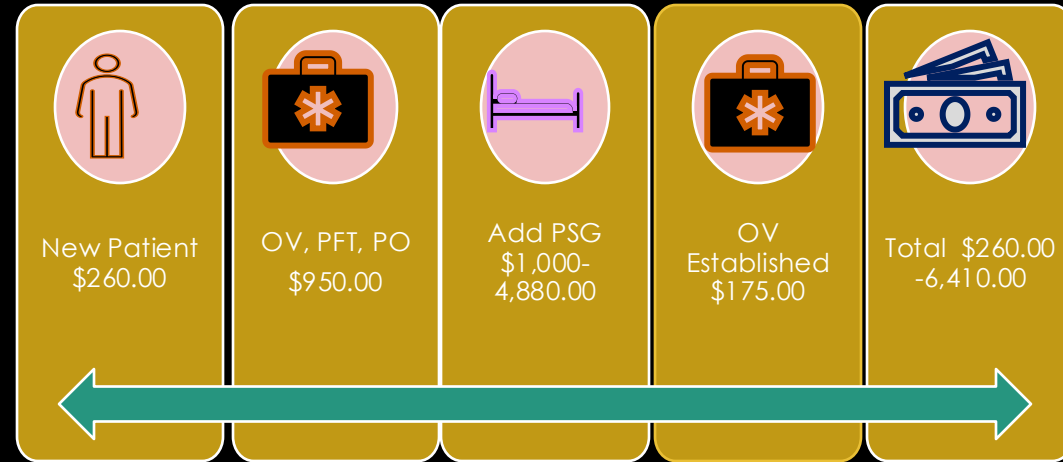 New Patient
$260.00
OV, PFT, PO
$950.00
Add PSG
$1,000-
4,880.00
OV
Established
$175.00
Total $260.00
-6,410.00